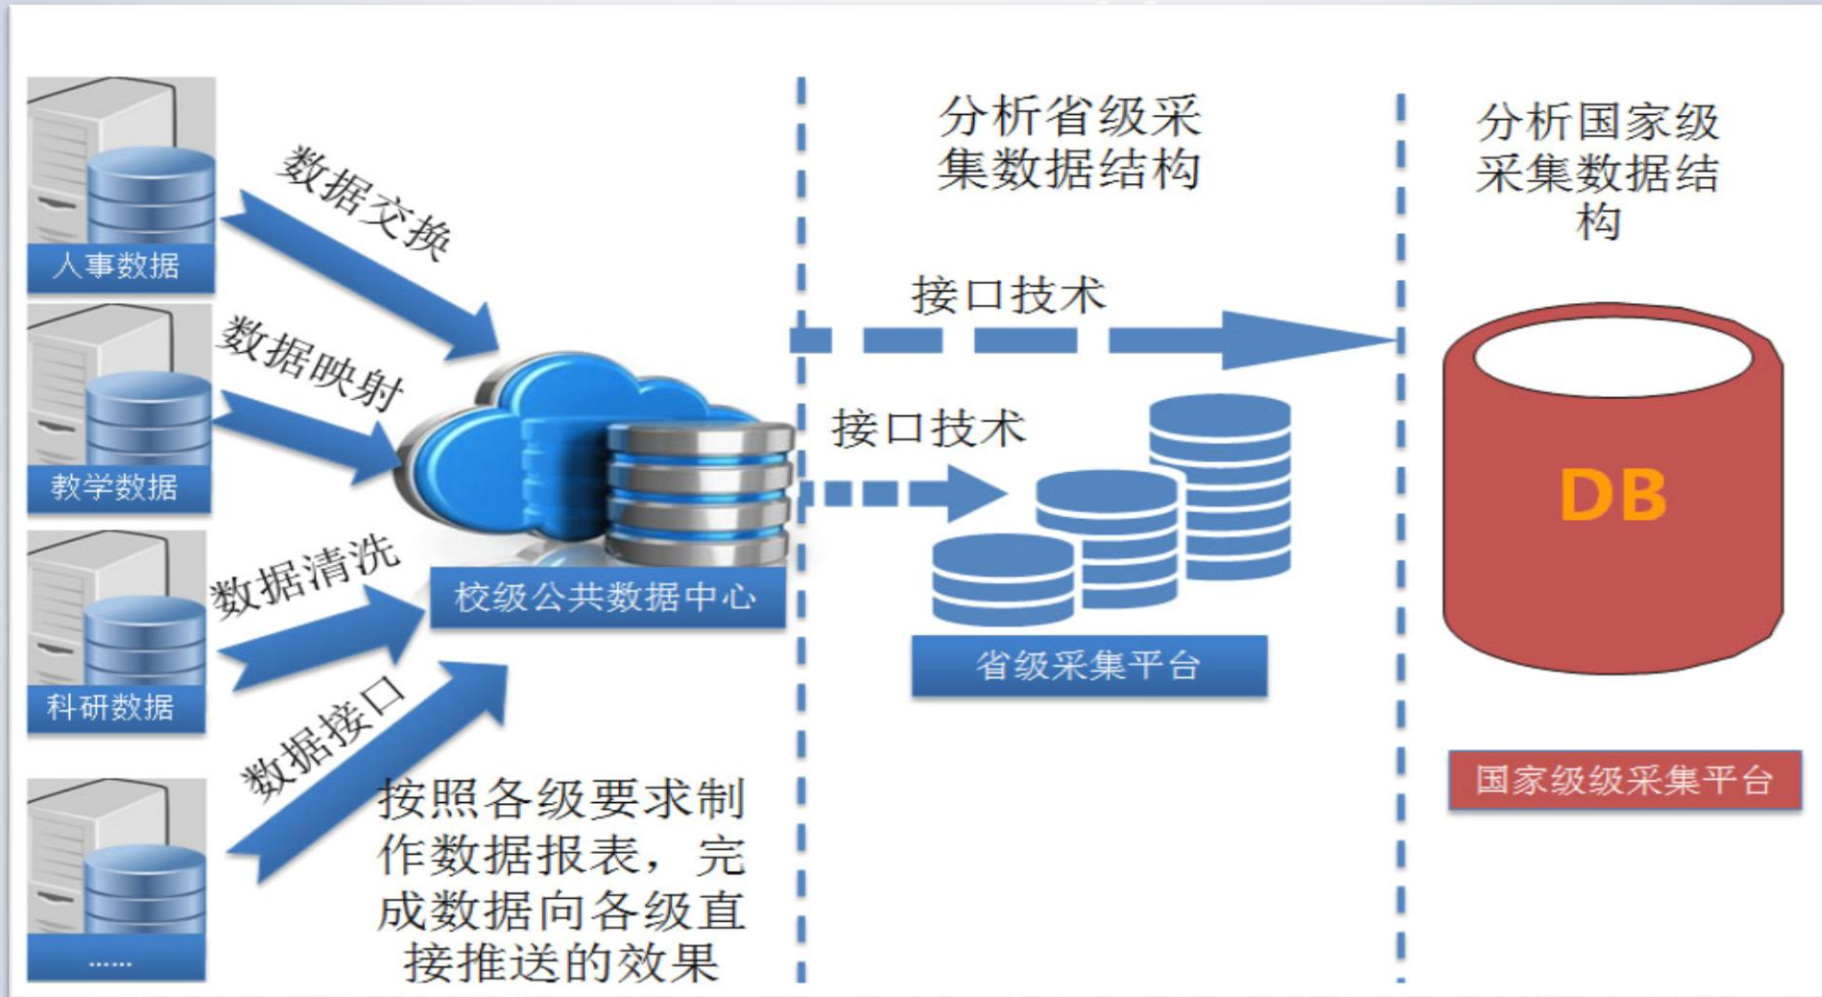 人事数据
教学数据
科研数据
……
数据交换
数据映射
数据清洗
数据接口
校级公共数据中心
按照各级要求制
作数据报表，完
成数据向各级直
接推送的效果
分析省级采
集数据结构
接口技术
接口技术
省级采集平台
分析国家级
采集数据结
构
DB
国家级级采集平台